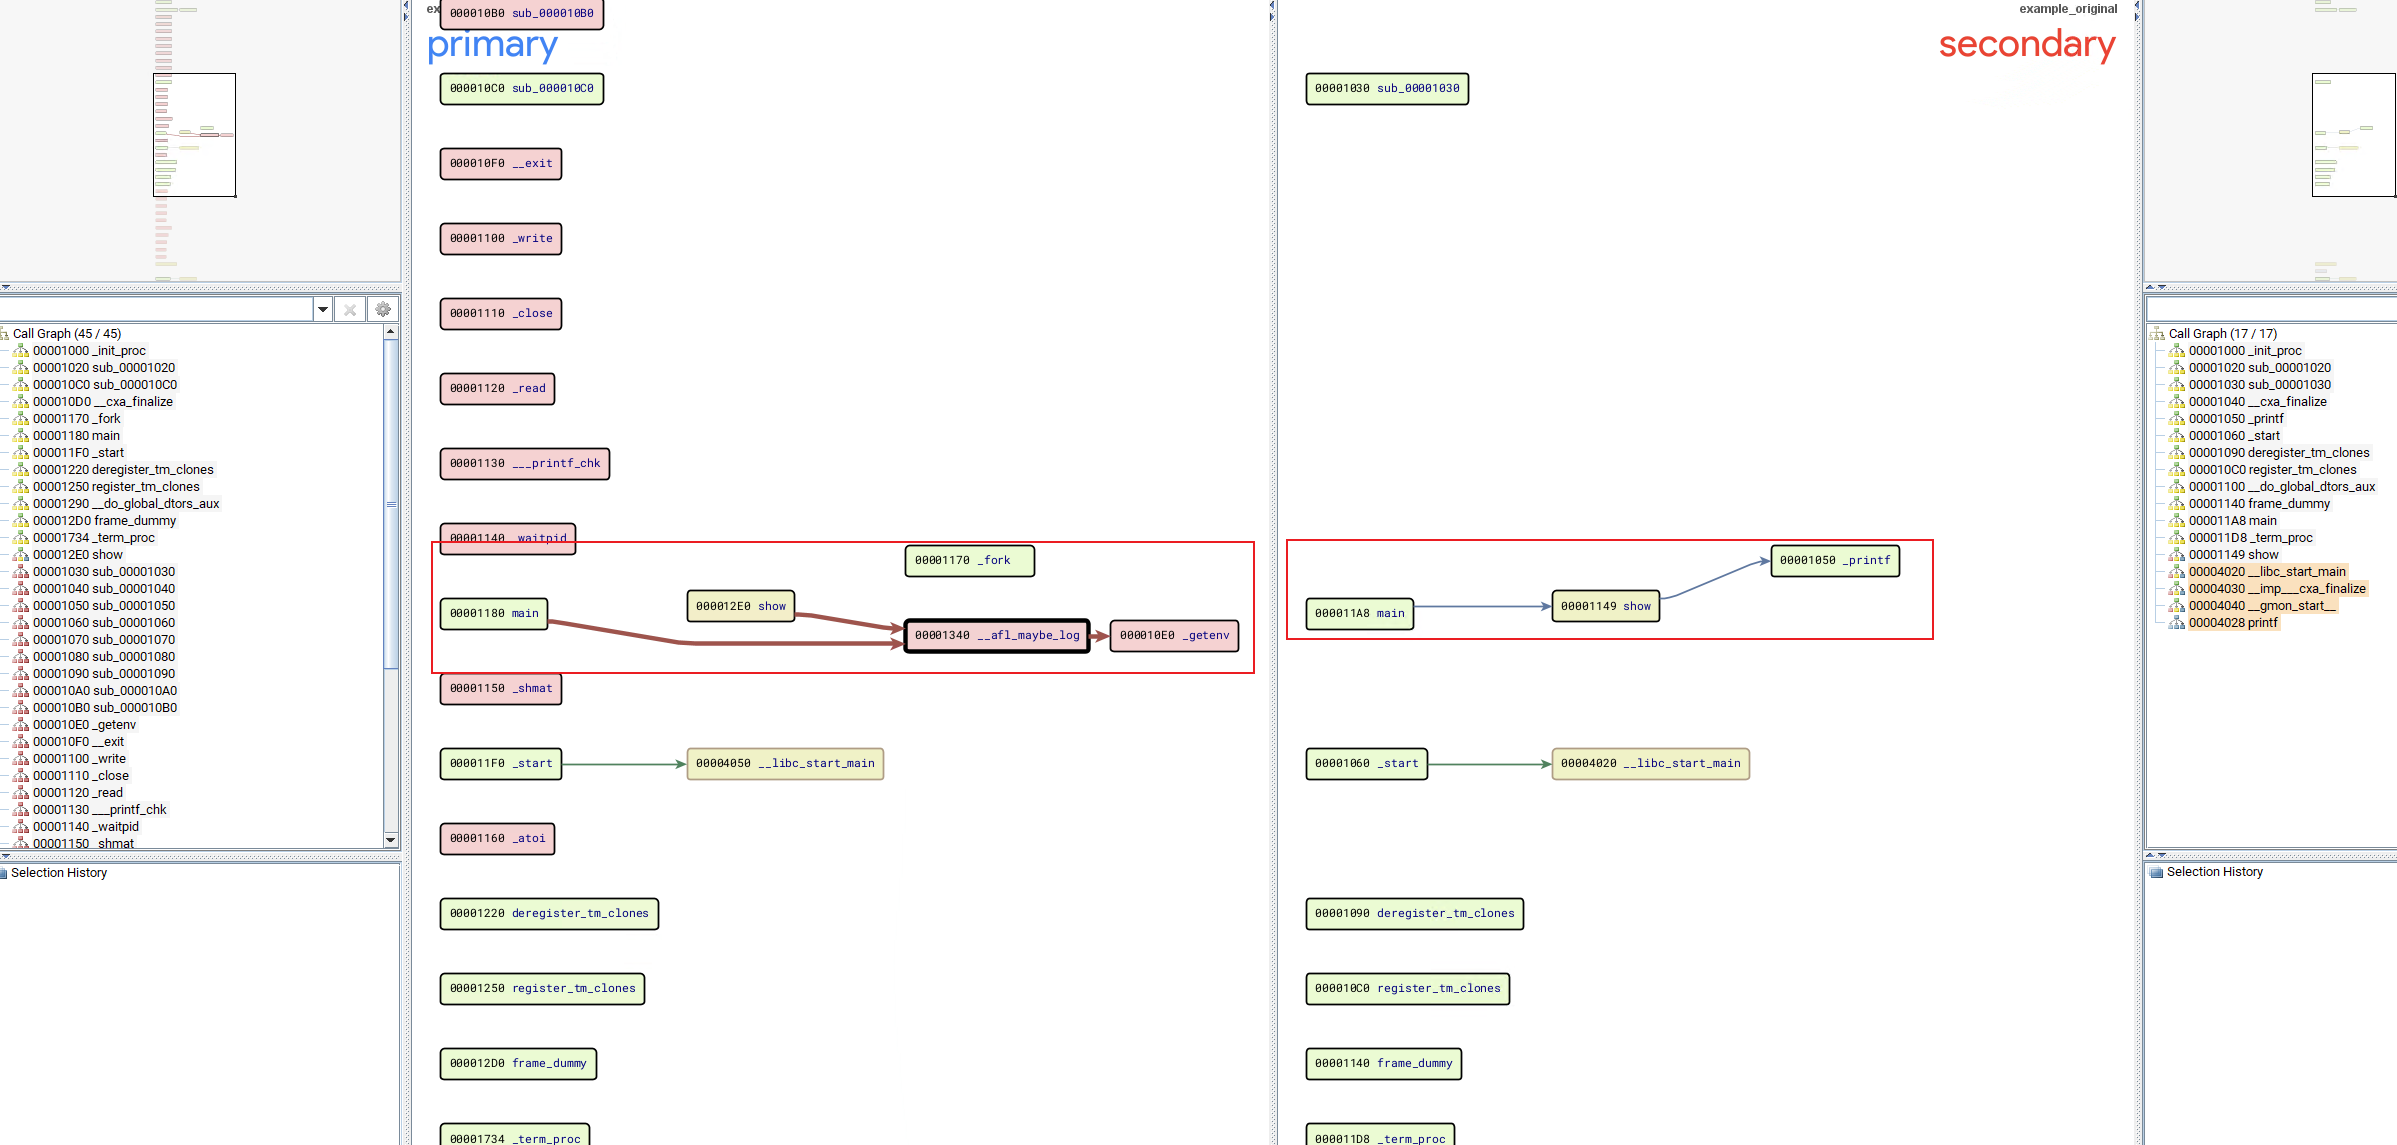 Call Graph (45 / 45)
00001000 _init_proc
00001020 sub_00001020
000010C0 sub_000010C0
000010D0 __cxa_finalize
00001170 _fork
00001180 main
000011F0 _start
00001220 deregister_tm_clones
00001250 register_tm_clones
00001290 __do_global_dtors_aux
000012D0 frame_dummy
00001734 _term_proc
000012E0 show
00001030 sub_00001030
00001040 sub_00001040
00001050 sub_00001050
00001060 sub_00001060
00001070 sub_00001070
00001080 sub_00001080
00001090 sub_00001090
000010A0 sub_000010A0
000010B0 sub_000010B0
000010E0 _getenv
000010F0 __exit
00001100 _write
00001110 _close
00001120 _read
00001130 ___printf_chk
00001140 _waitpid
00001150 _shmat
Selection History
000010B0 sub_000010B0
primary
000010C0 sub_000010C0
000010F0 __exit
00001100 _write
00001110 _close
00001120 _read
00001130 ___printf_chk
00001140 _waitpid
00001170 _fork
000012E0 show
00001180 main
00001340 __afl_maybe_log
000010E0 _getenv
00001150 _shmat
000011F0 _start
00004050 __libc_start_main
00001160 _atoi
00001220 deregister_tm_clones
00001250 register_tm_clones
000012D0 frame_dummy
00001734 _term_proc
example_original
secondary
00001030 sub_00001030
00001050 _printf
000011A8 main
00001149 show
00001060 _start
00004020 __libc_start_main
00001090 deregister_tm_clones
000010C0 register_tm_clones
00001140 frame_dummy
000011D8 _term_proc
Call Graph (17 / 17)
00001000 _init_proc
00001020 sub_00001020
00001030 sub_00001030
00001040 __cxa_finalize
00001050 _printf
00001060 _start
00001090 deregister_tm_clones
000010C0 register_tm_clones
00001100 __do_global_dtors_aux
00001140 frame_dummy
000011A8 main
000011D8 _term_proc
00001149 show
00004020 __libc_start_main
00004030 __imp___cxa_finalize
00004040 __gmon_start__
00004028 printf
Selection History